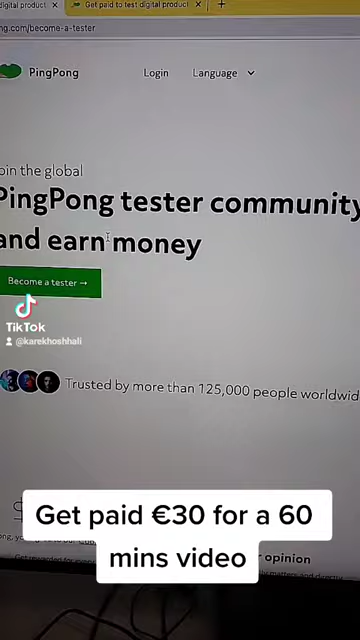 digital product
Get paid to test digital product
ng.com/become-a-tester
PingPong
Login
Language
oin the global
PingPong tester community
and earn money
Become a tester →
TikTok
@karekhoshhali
Trusted by more than 125,000 people worldwide
Get paid €30 for a 60
mins video
r opinion